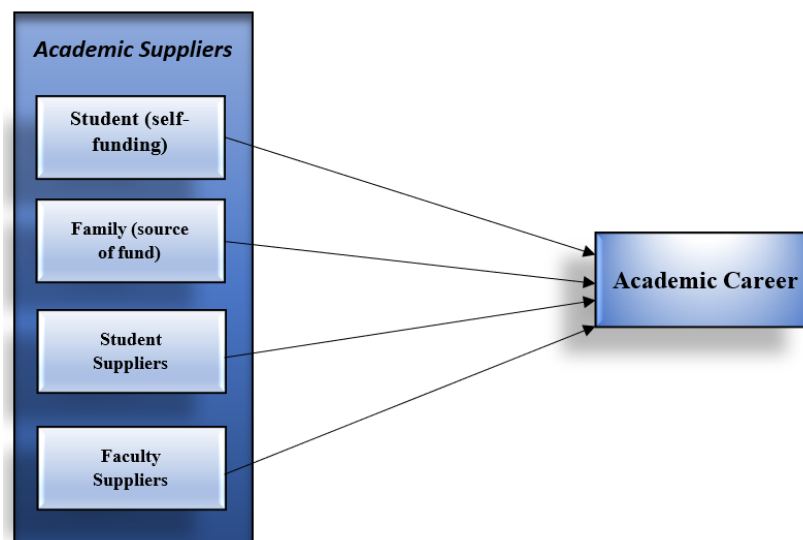 Academic Suppliers
Student (self-
funding)
Family (source
of fund)
Student
Suppliers
Faculty
Suppliers
Academic Career